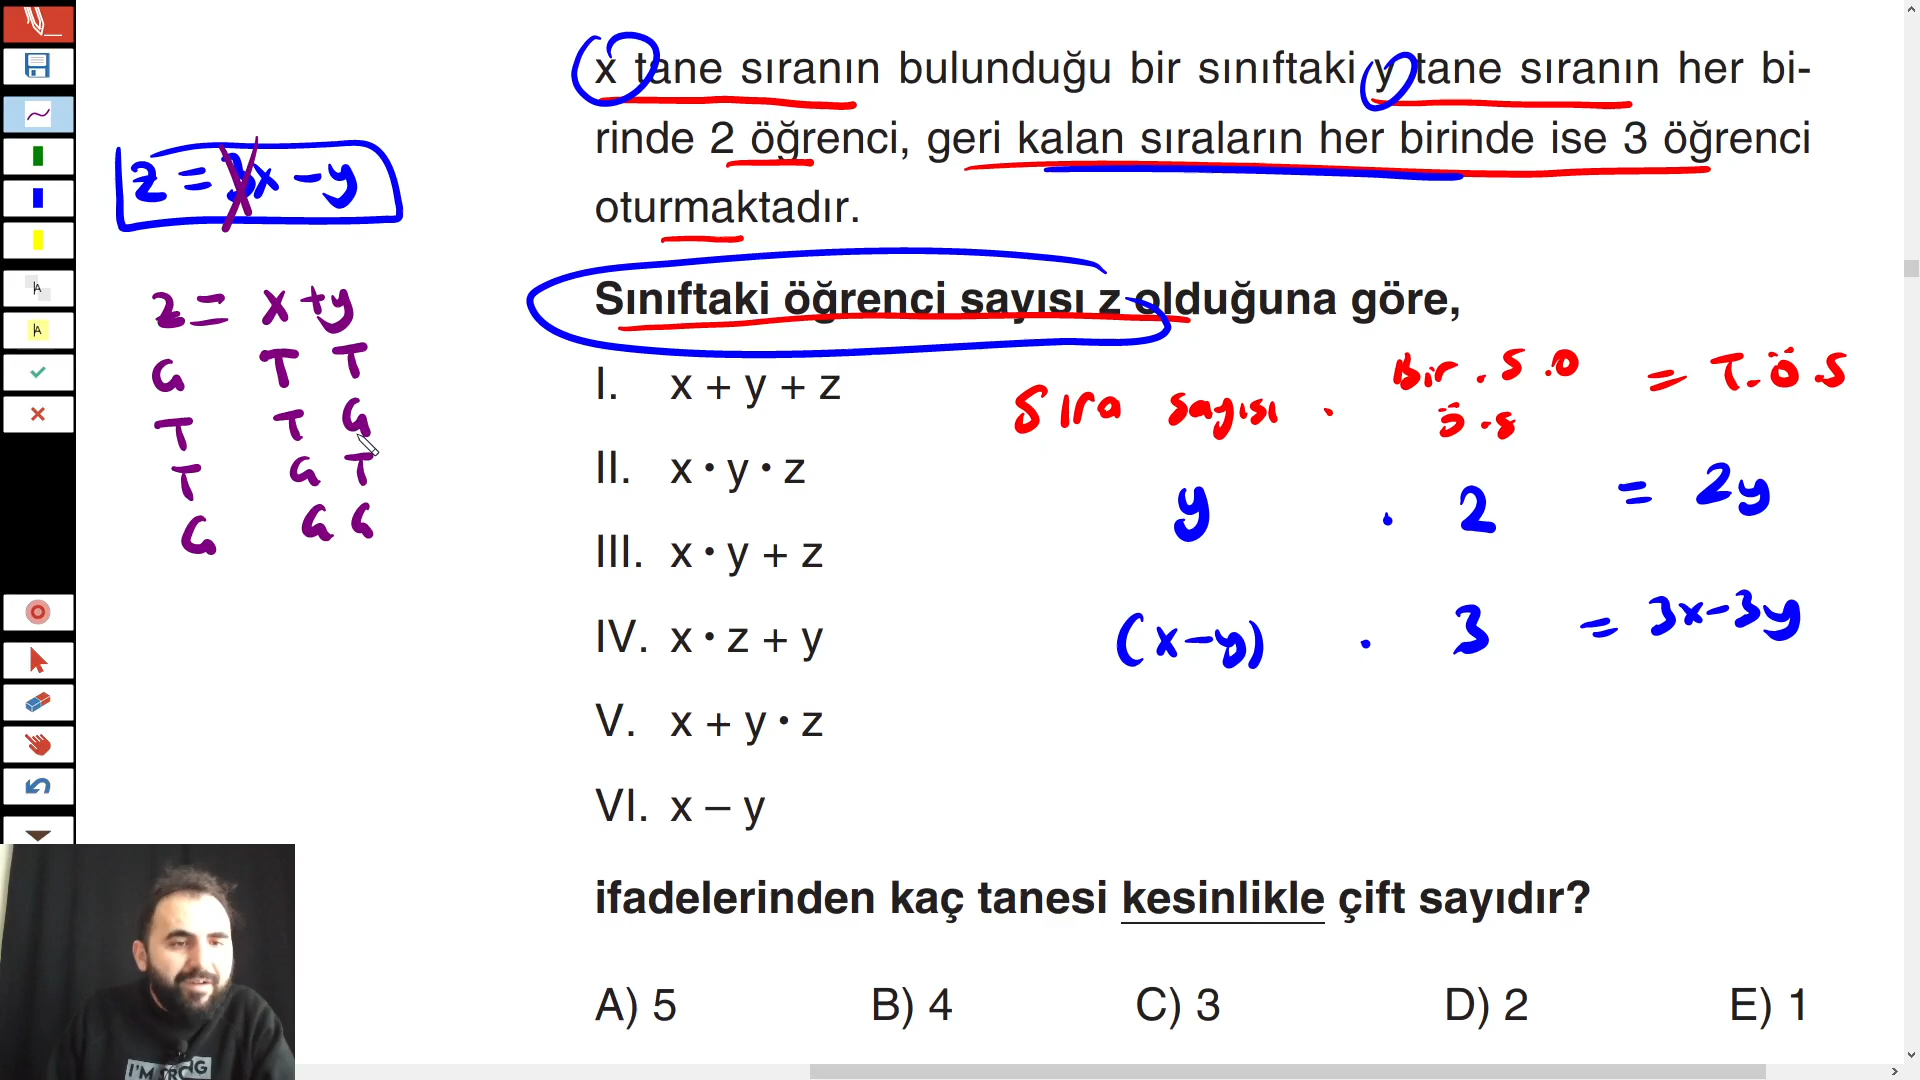 x tane sıranın bulunduğu bir sınıftaki y tane sıranın her bi-
rinde 2 öğrenci, geri kalan sıraların her birinde ise 3 öğrenci
oturmaktadır.
Sınıftaki öğrenci sayısı z olduğuna göre,
I. x + y + z
II. x · y · z
III. x · y + z
IV. x · z + y
V. x + y · z
VI. x – y
ifadelerinden kaç tanesi kesinlikle çift sayıdır?
A) 5 B) 4 C) 3 D) 2 E) 1
z = 3x - y
z = x + y
Ç T T
T T Ç
T Ç T
Ç Ç Ç
Sıra sayısı . Bir . S . O = T.Ö.S
Ö.S
y . 2 = 2y
(x-y) . 3 = 3x-3y
I'M STRONG